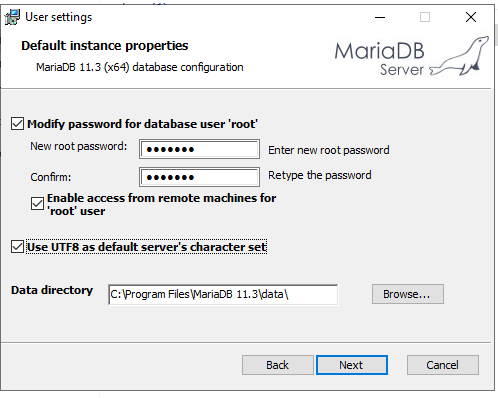 User settings
Default instance properties
MariaDB 11.3 (x64) database configuration
MariaDB
Server
Modify password for database user 'root'
New root password:
●●●●●●●
Enter new root password
Confirm:
●●●●●●●
Retype the password
Enable access from remote machines for
'root' user
Use UTF8 as default server's character set
Data directory
C:\Program Files\MariaDB 11.3\data\
Browse...
Back
Next
Cancel